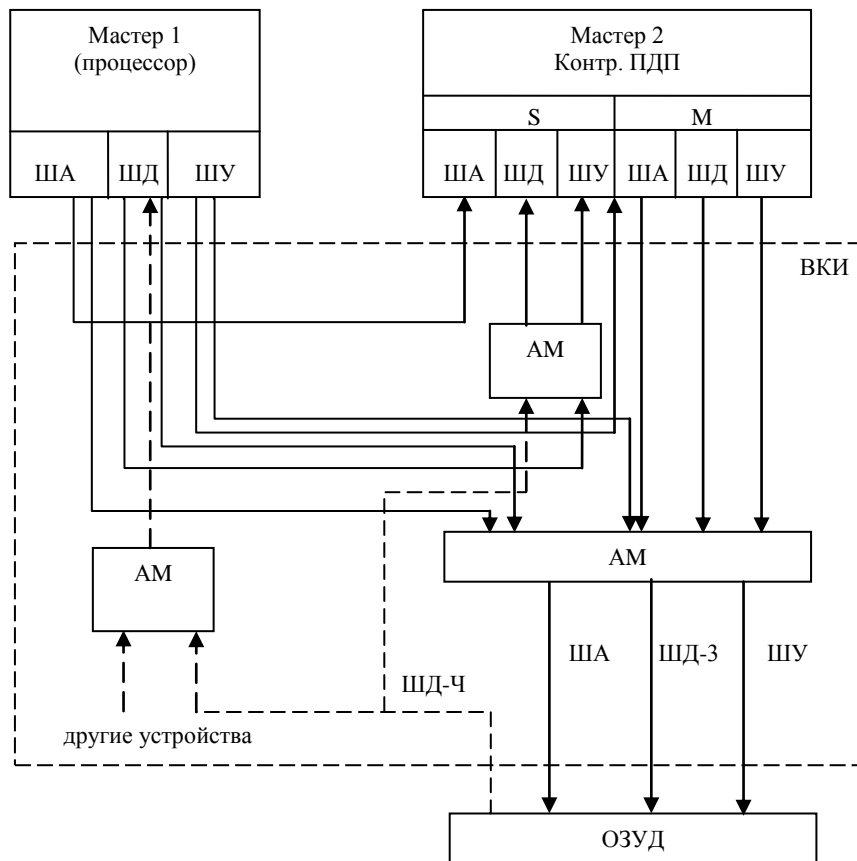 Мастер 1
(процессор)
Мастер 2
Контр. ПДП
S
M
ША
ШД
ШУ
ША
ШД
ШУ
ША
ШД
ШУ
ВКИ
АМ
АМ
АМ
ША
ШД-З
ШУ
ШД-Ч
другие устройства
ОЗУД